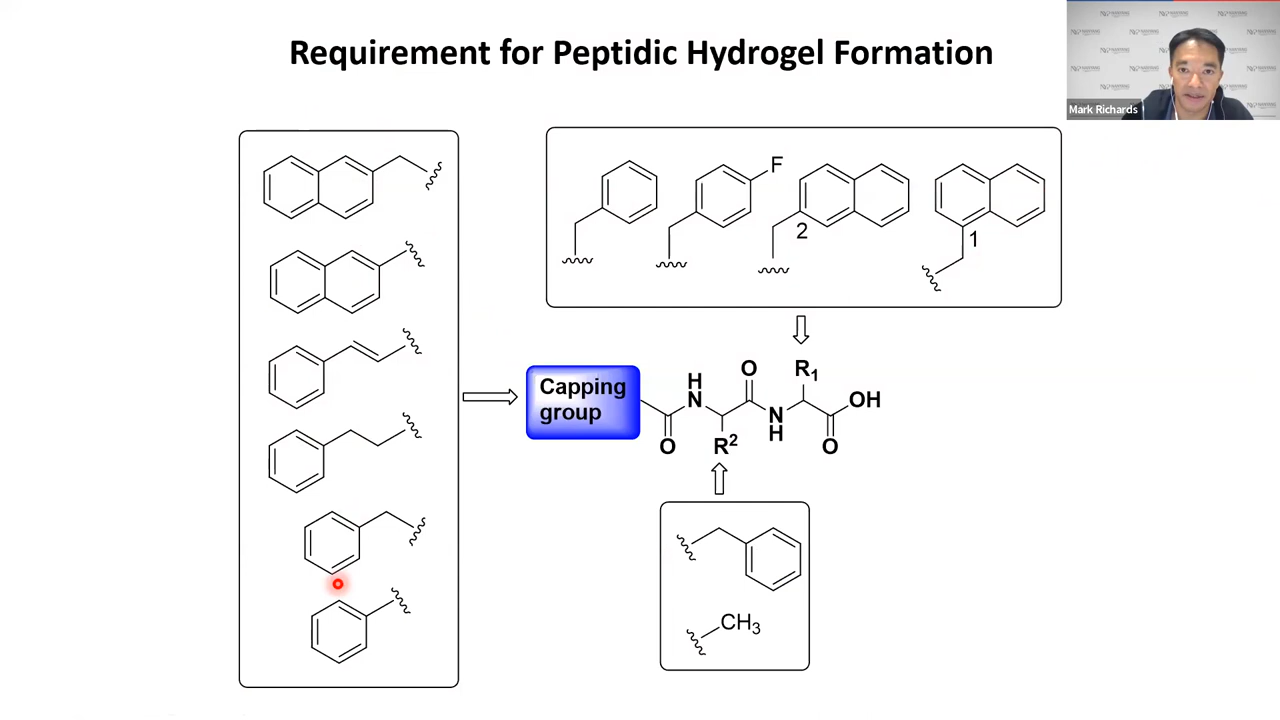 Requirement for Peptidic Hydrogel Formation
Mark Richards
F
2
1
Capping
group
O
H
N
R2
O
N
H
R1
O
OH
CH3